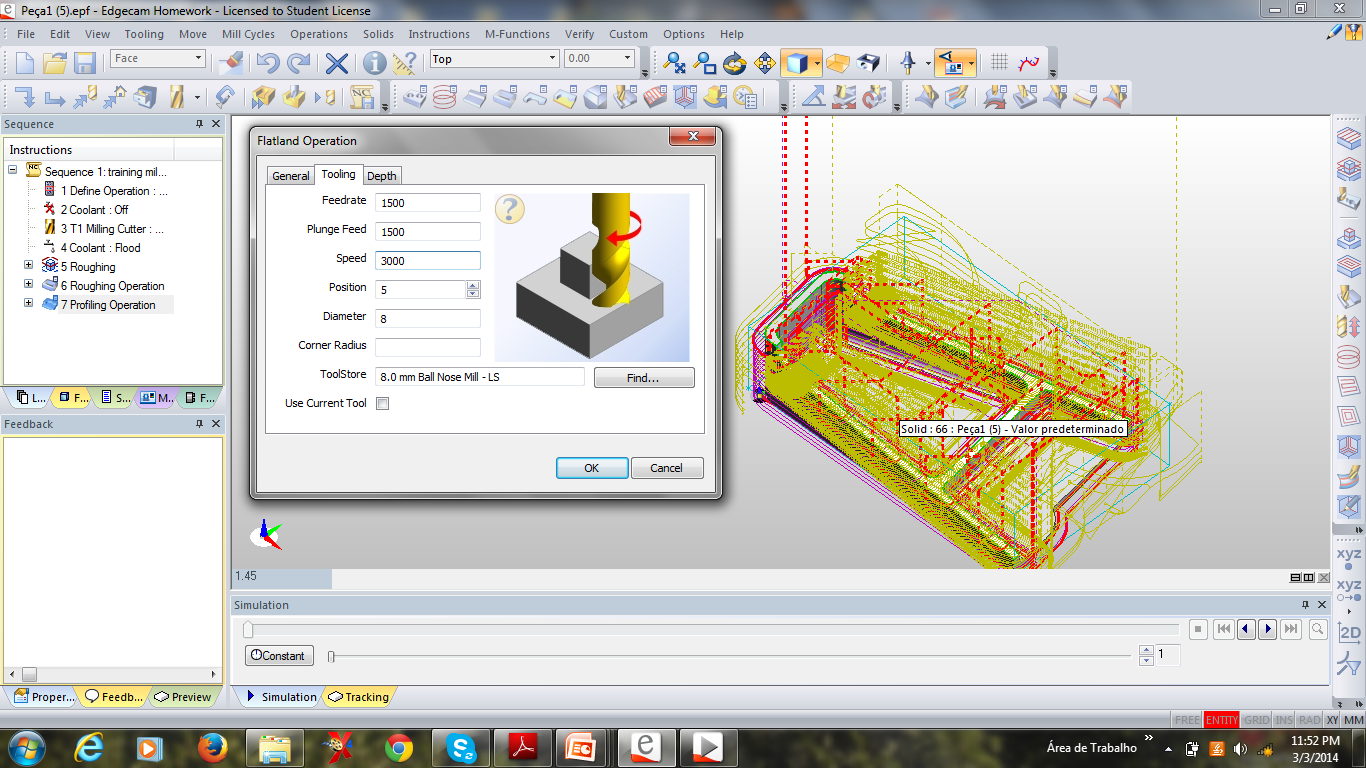 Peça1 (5).epf - Edgecam Homework - Licensed to Student License
File Edit View Tooling Move Mill Cycles Operations Solids Instructions M-Functions Verify Custom Options Help
Face
Top
0.00
Sequence
Instructions
Sequence 1: training mil...
1 Define Operation : ...
2 Coolant : Off
3 T1 Milling Cutter : ...
4 Coolant : Flood
5 Roughing
6 Roughing Operation
7 Profiling Operation
L... F... S... M... F...
Feedback
Proper... Feedb... Preview
Flatland Operation
General Tooling Depth
Feedrate 1500
Plunge Feed 1500
Speed 3000
Position 5
Diameter 8
Corner Radius
ToolStore 8.0 mm Ball Nose Mill - LS Find...
Use Current Tool
OK Cancel
Solid : 66 : Peça1 (5) - Valor predeterminado
1.45
Simulation
Constant
1
Simulation Tracking
xyz
xyz
2D
FREE ENTITY GRID INS RAD XY MM
Área de Trabalho
11:52 PM
3/3/2014